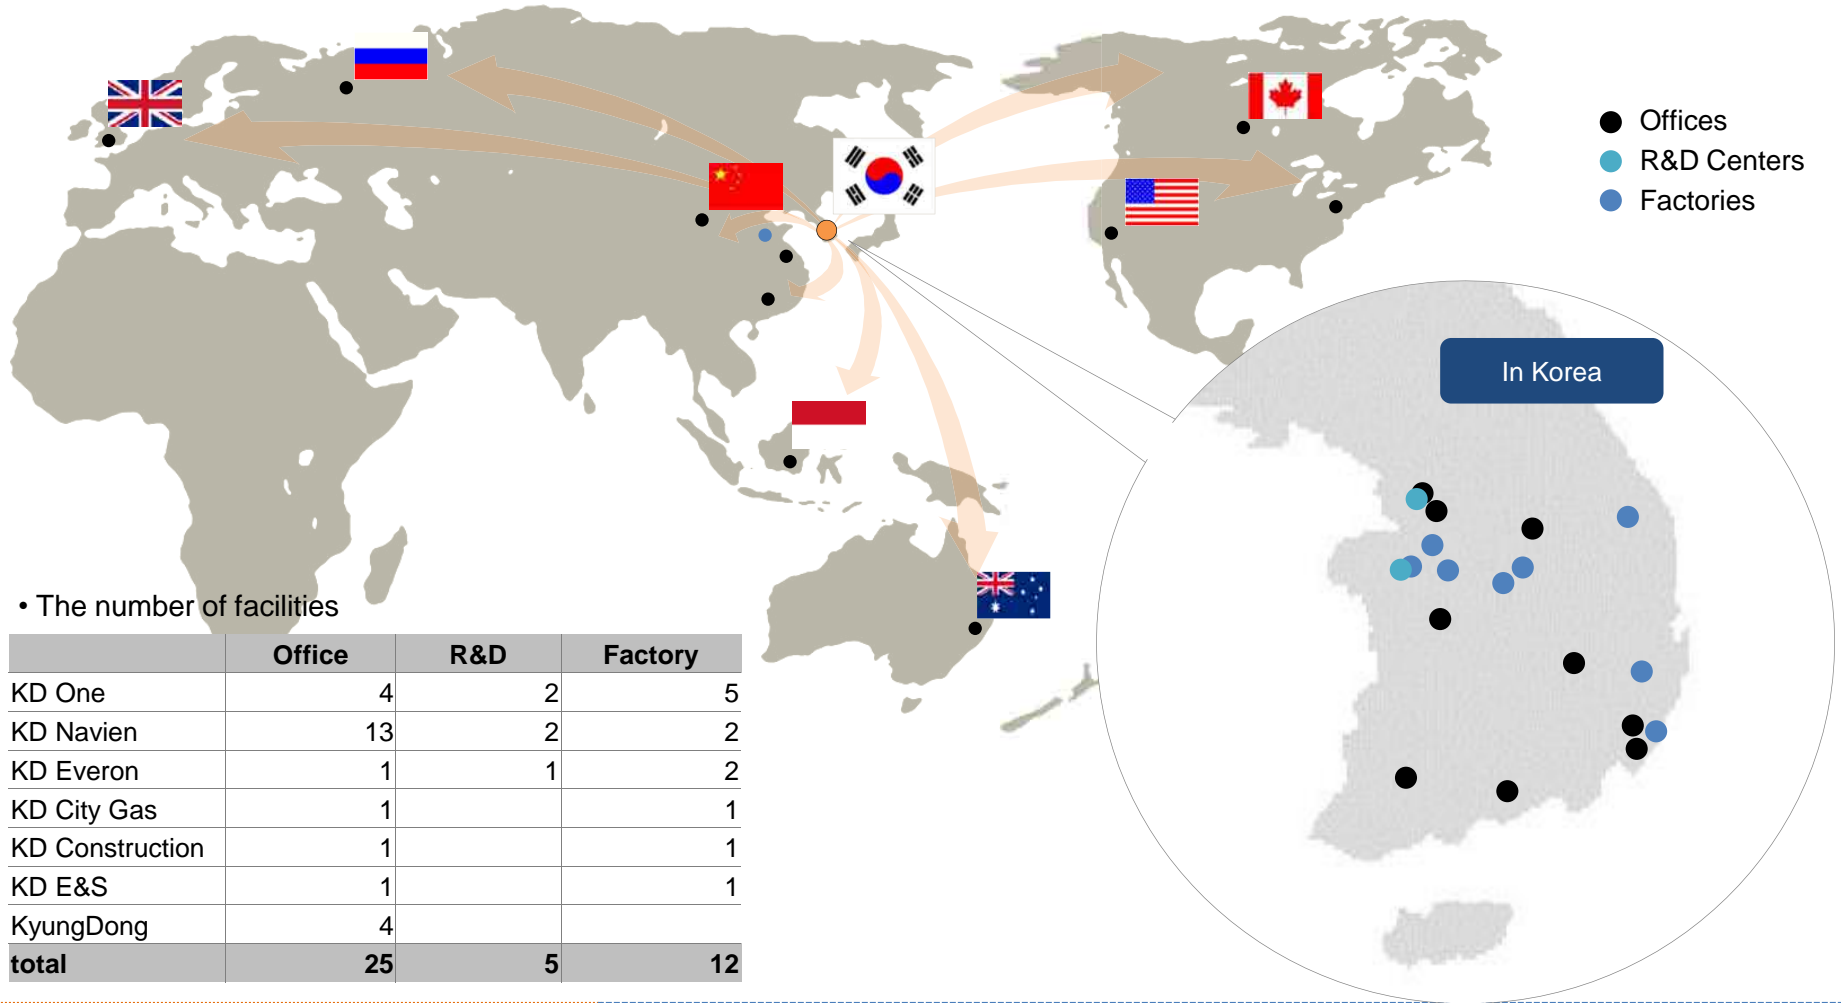 Offices
R&D Centers
Factories
In Korea
• The number of facilities
Office R&D Factory
KD One 4 2 5
KD Navien 13 2 2
KD Everon 1 1 2
KD City Gas 1 1
KD Construction 1 1
KD E&S 1 1
KyungDong 4
total 25 5 12